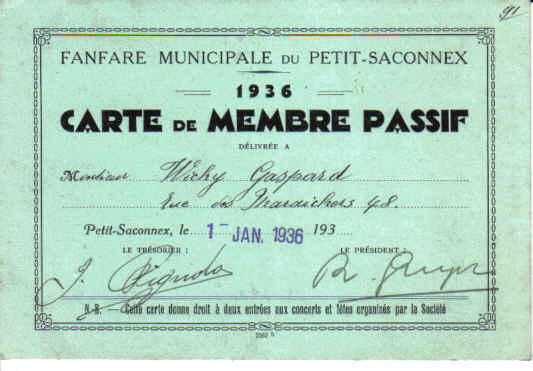 91
FANFARE MUNICIPALE DU PETIT-SACONNEX
1936
CARTE DE MEMBRE PASSIF
DÉLIVRÉE A
Monsieur Wichy Gaspard
Rue des Maraichers 48.
Petit-Saconnex, le 1- JAN. 1936 193
LE TRÉSORIER : LE PRÉSIDENT :
N.-B. — Cette carte donne droit à deux entrées aux concerts et fêtes organisés par la Société